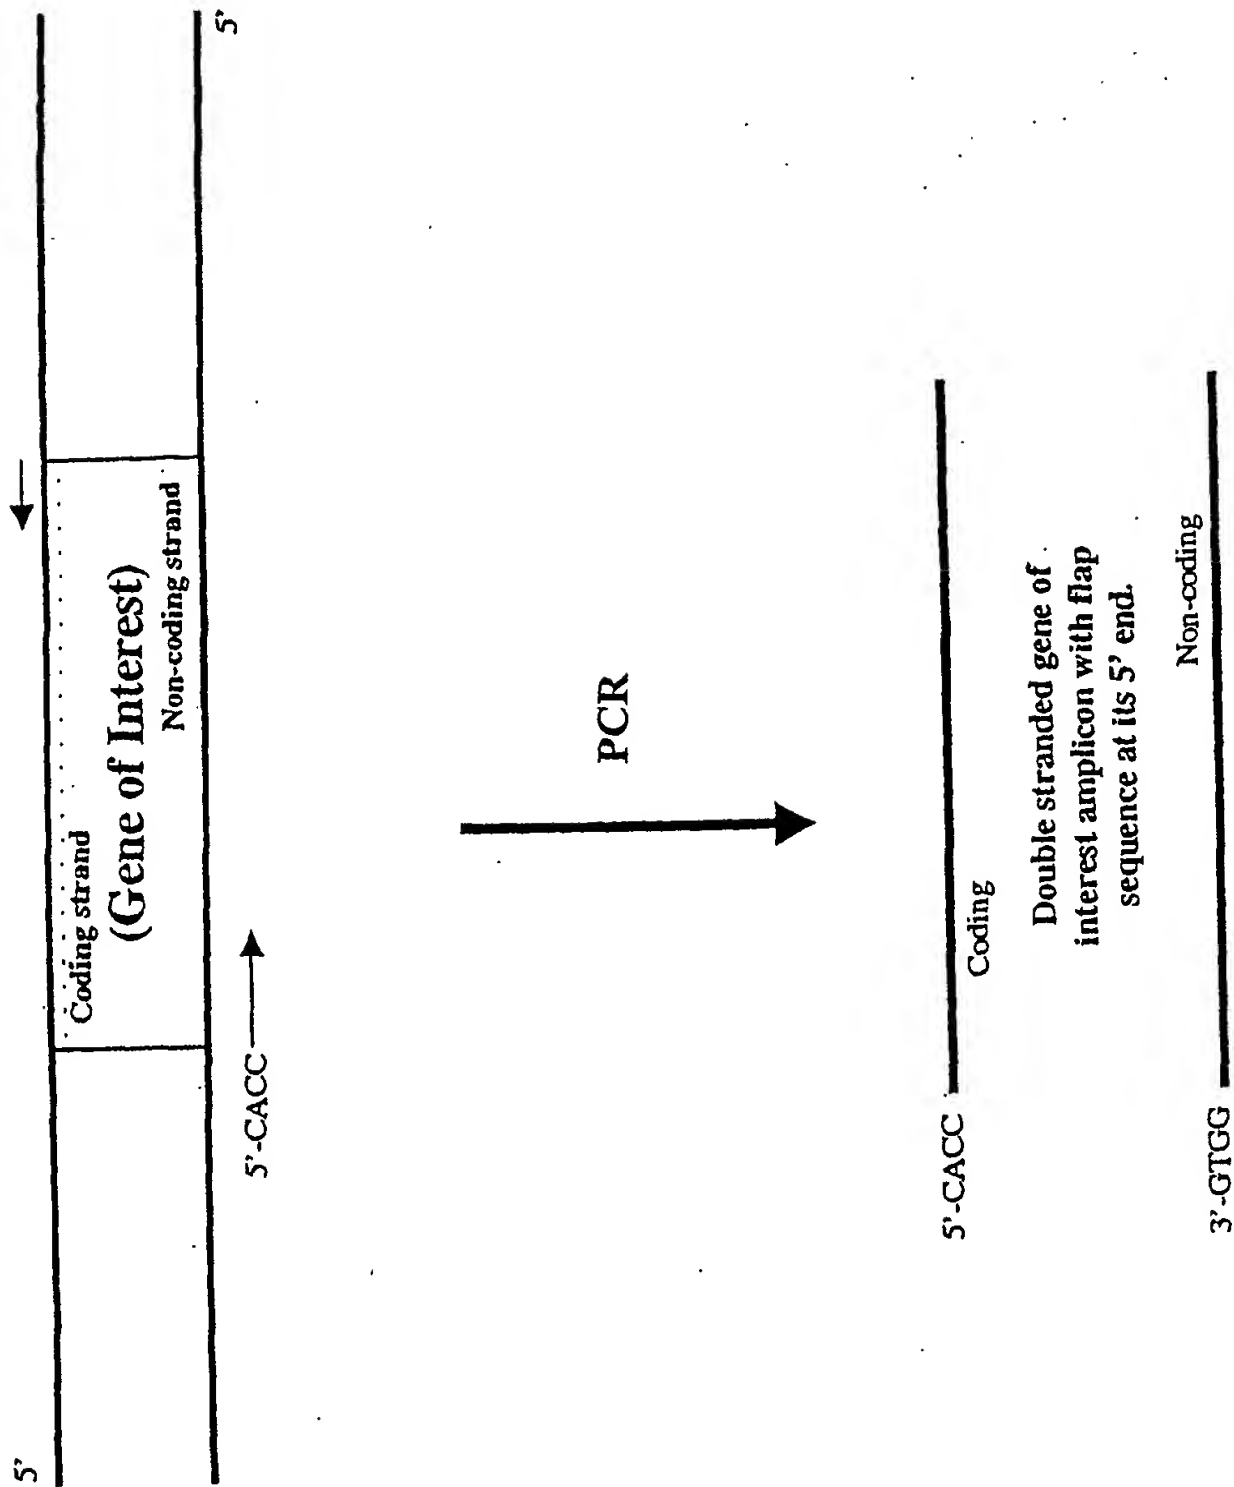 5'
Coding strand
(Gene of Interest)
Non-coding strand
5'
5'-CACC
PCR
5'-CACC
Coding
Double stranded gene of
interest amplicon with flap
sequence at its 5' end.
Non-coding
3'-GTGG